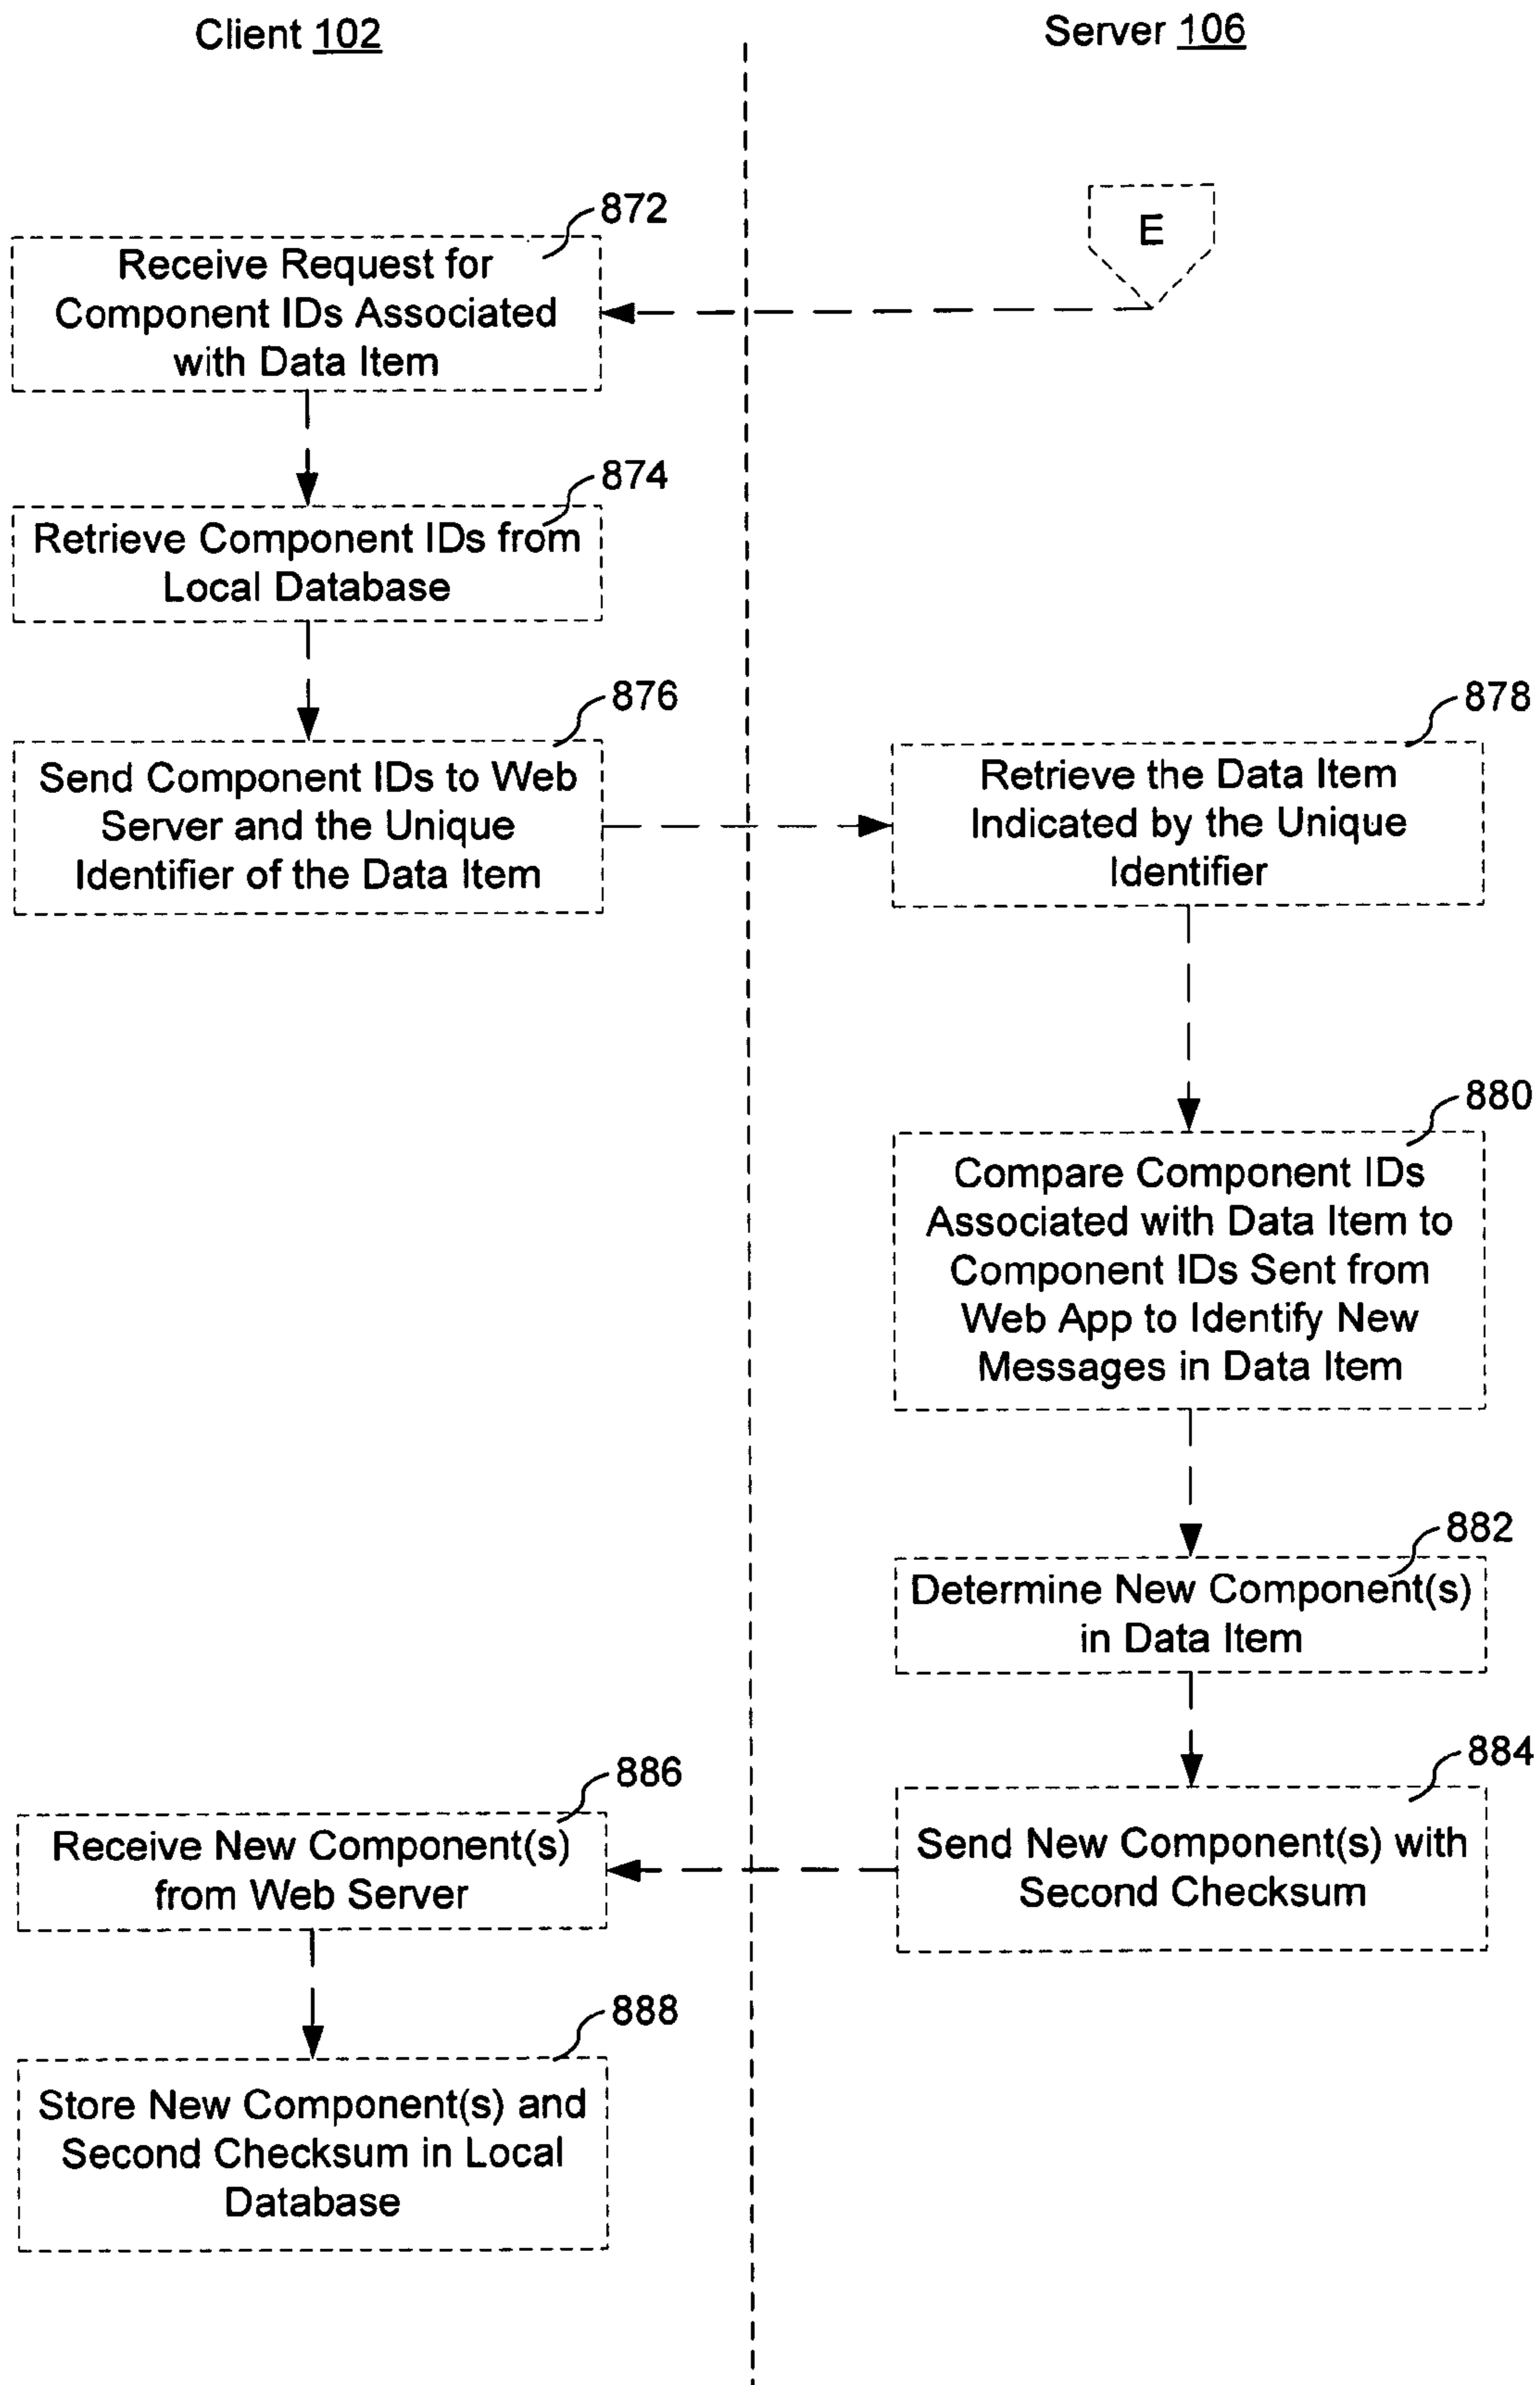 Client 102
Server 106
E
872
Receive Request for
Component IDs Associated
with Data Item
874
Retrieve Component IDs from
Local Database
876
Send Component IDs to Web
Server and the Unique
Identifier of the Data Item
878
Retrieve the Data Item
Indicated by the Unique
Identifier
880
Compare Component IDs
Associated with Data Item to
Component IDs Sent from
Web App to Identify New
Messages in Data Item
882
Determine New Component(s)
in Data Item
884
Send New Component(s) with
Second Checksum
886
Receive New Component(s)
from Web Server
888
Store New Component(s) and
Second Checksum in Local
Database